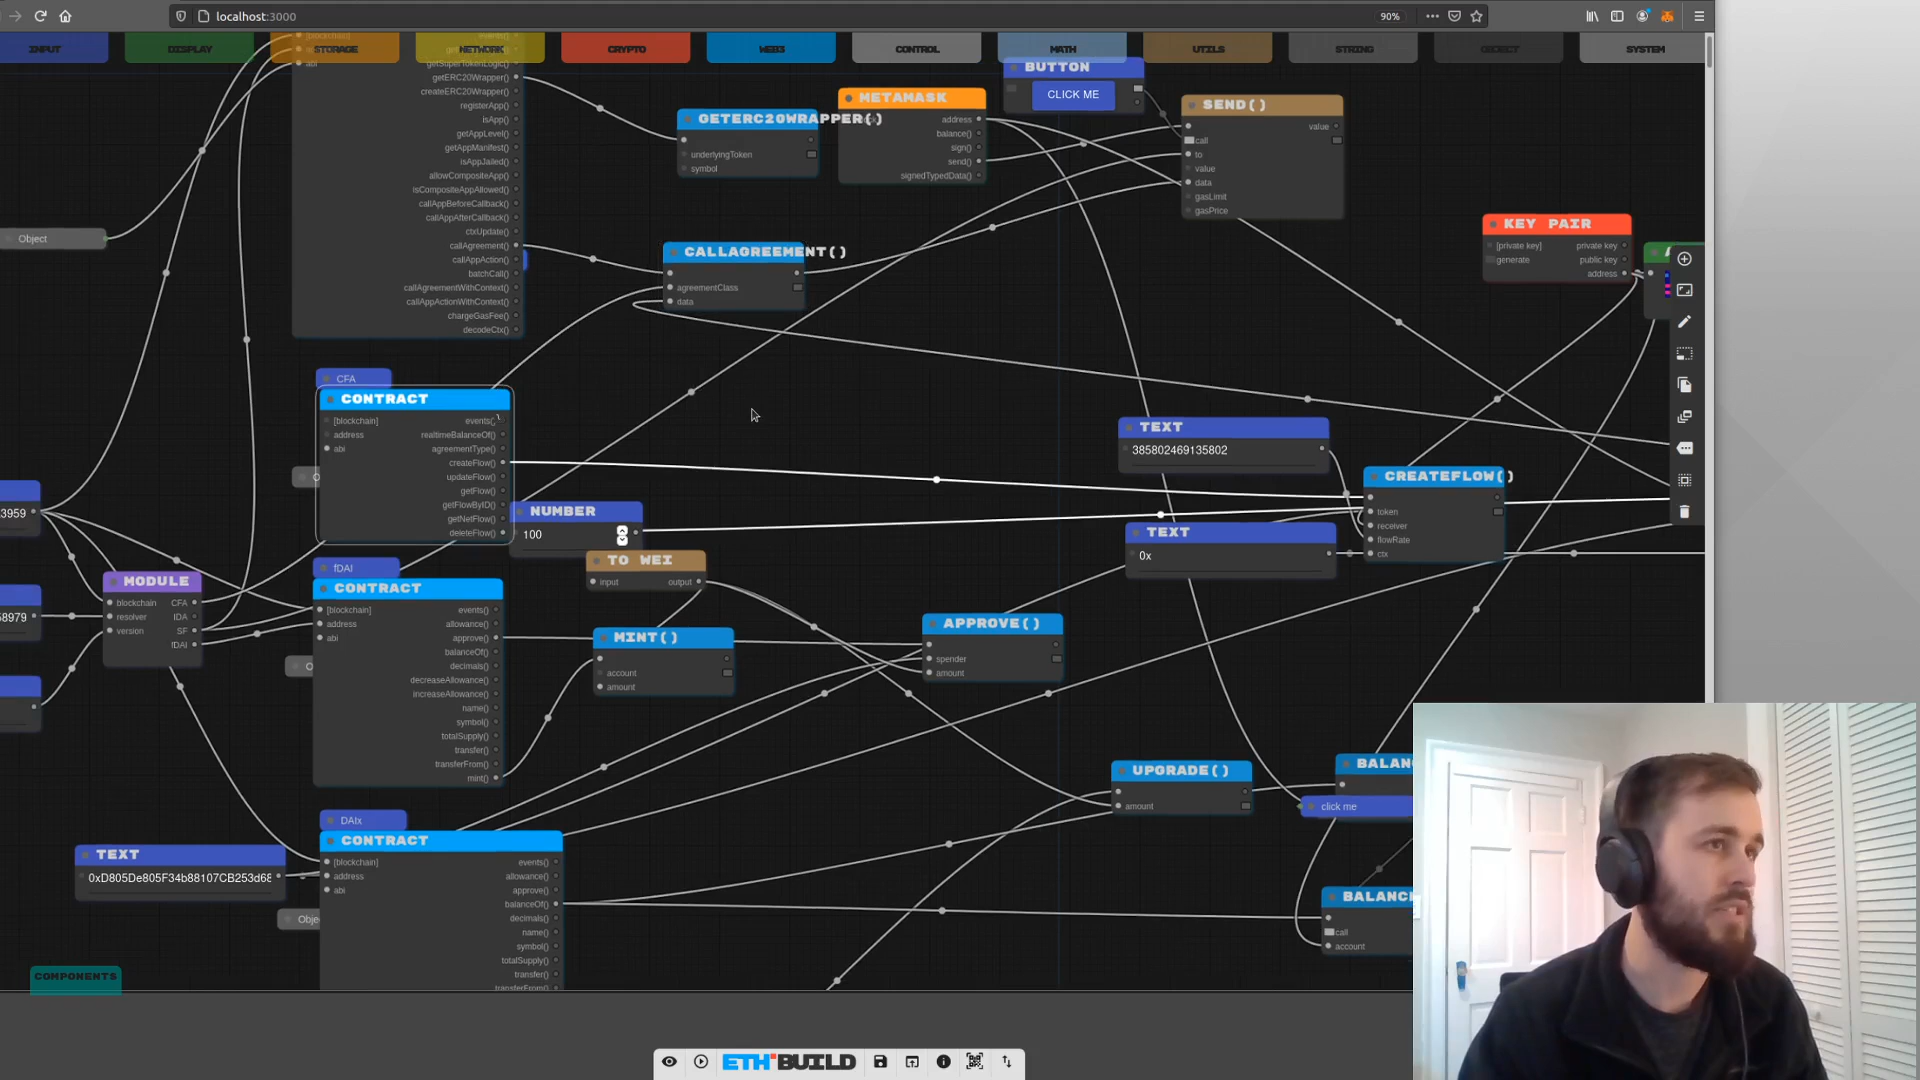 localhost:3000
90%
INPUT
DISPLAY
STORAGE
NETWORK
CRYPTO
WEB3
CONTROL
MATH
UTILS
STRING
OBJECT
SYSTEM
abi
getSuperTokenLogic()
getERC20Wrapper()
createERC20Wrapper()
registerApp()
isApp()
getAppLevel()
getAppManifest()
isAppJailed()
allowCompositeApp()
isCompositeAppAllowed()
callAppBeforeCallback()
callAppAfterCallback()
ctxUpdate()
callAgreement()
callAppAction()
batchCall()
callAgreementWithContext()
callAppActionWithContext()
chargeGasFee()
decodeCtx()
Object
GETERC20WRAPPER()
underlyingToken
symbol
METAMASK
address
balance()
sign()
send()
signedTypedData()
BUTTON
CLICK ME
SEND()
value
call
to
value
data
gasLimit
gasPrice
KEY PAIR
[private key]
private key
generate
public key
address
CALLAGREEMENT()
agreementClass
data
CFA
CONTRACT
[blockchain]
events()
address
realtimeBalanceOf()
abi
agreementType()
createFlow()
updateFlow()
getFlow()
getFlowByID()
getNetFlow()
deleteFlow()
NUMBER
100
TO WEI
input
output
TEXT
385802469135802
TEXT
0x
CREATEFLOW()
token
receiver
flowRate
ctx
3959
58979
MODULE
blockchain
CFA
resolver
IDA
version
SF
fDAI
fDAI
CONTRACT
[blockchain]
events()
address
allowance()
abi
approve()
balanceOf()
decimals()
decreaseAllowance()
increaseAllowance()
name()
symbol()
totalSupply()
transfer()
transferFrom()
mint()
MINT()
account
amount
APPROVE()
spender
amount
UPGRADE()
amount
BALANC
click me
BALANCE
call
account
TEXT
0xD805De805F34b88107CB253d68
DAIx
CONTRACT
[blockchain]
events()
address
allowance()
abi
approve()
balanceOf()
decimals()
name()
symbol()
totalSupply()
transfer()
transferFrom()
Objec
COMPONENTS
ETH BUILD